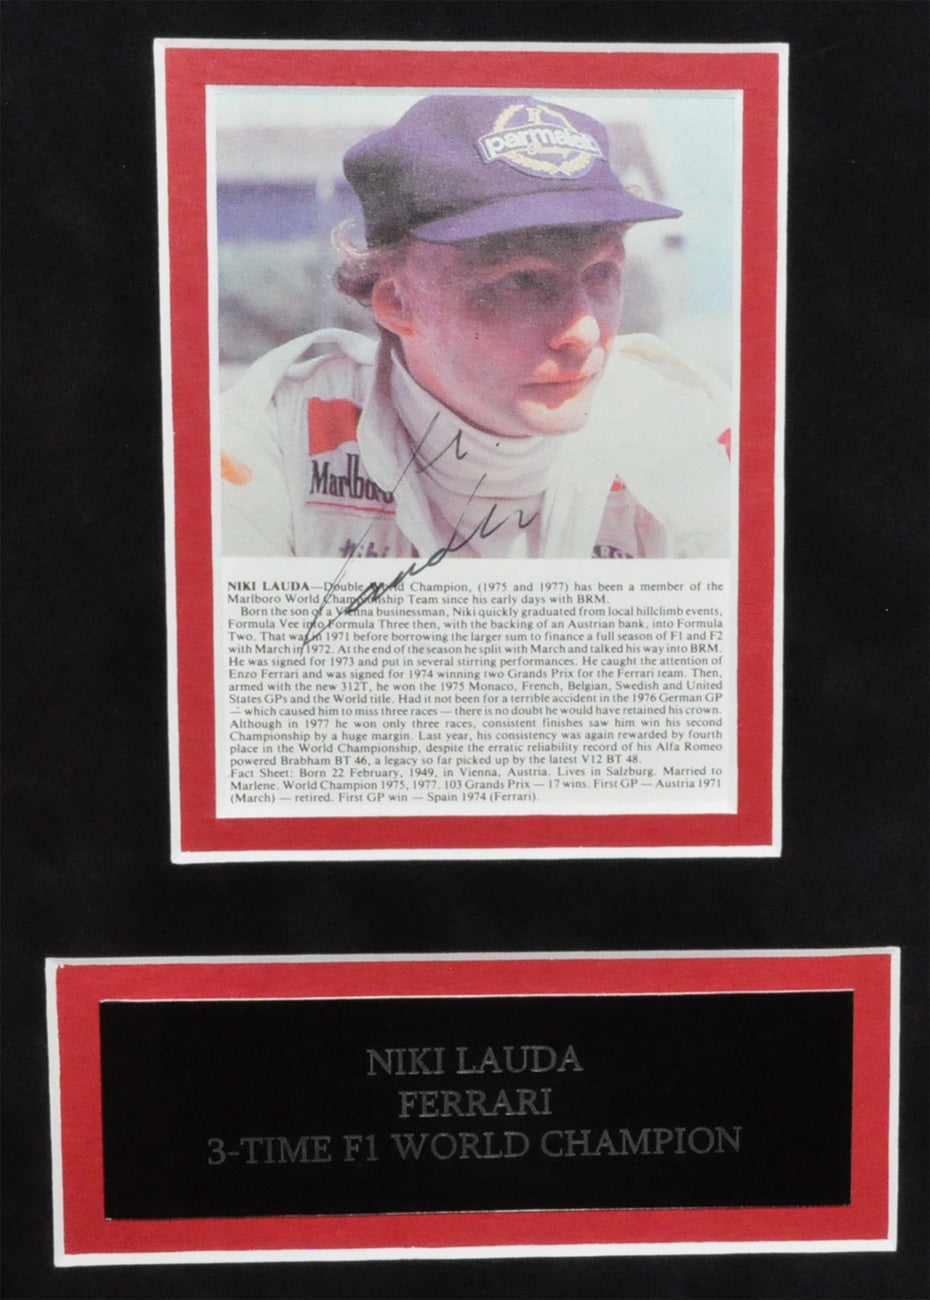 F
parmalat
Marlboro
Niki
Niki
Lauda
NIKI LAUDA—Double World Champion, (1975 and 1977) has been a member of the
Marlboro World Championship Team since his early days with BRM.
Born the son of a Vienna businessman, Niki quickly graduated from local hillclimb events,
Formula Vee into Formula Three then, with the backing of an Austrian bank, into Formula
Two. That was in 1971 before borrowing the larger sum to finance a full season of F1 and F2
with March in 1972. At the end of the season he split with March and talked his way into BRM.
He was signed for 1973 and put in several stirring performances. He caught the attention of
Enzo Ferrari and was signed for 1974 winning two Grands Prix for the Ferrari team. Then,
armed with the new 312T, he won the 1975 Monaco, French, Belgian, Swedish and United
States GPs and the World title. Had it not been for a terrible accident in the 1976 German GP
— which caused him to miss three races — there is no doubt he would have retained his crown.
Although in 1977 he won only three races, consistent finishes saw him win his second
Championship by a huge margin. Last year, his consistency was again rewarded by fourth
place in the World Championship, despite the erratic reliability record of his Alfa Romeo
powered Brabham BT 46, a legacy so far picked up by the latest V12 BT 48.
Fact Sheet: Born 22 February, 1949, in Vienna, Austria. Lives in Salzburg. Married to
Marlene. World Champion 1975, 1977. 103 Grands Prix — 17 wins. First GP — Austria 1971
(March) — retired. First GP win — Spain 1974 (Ferrari).
NIKI LAUDA
FERRARI
3-TIME F1 WORLD CHAMPION